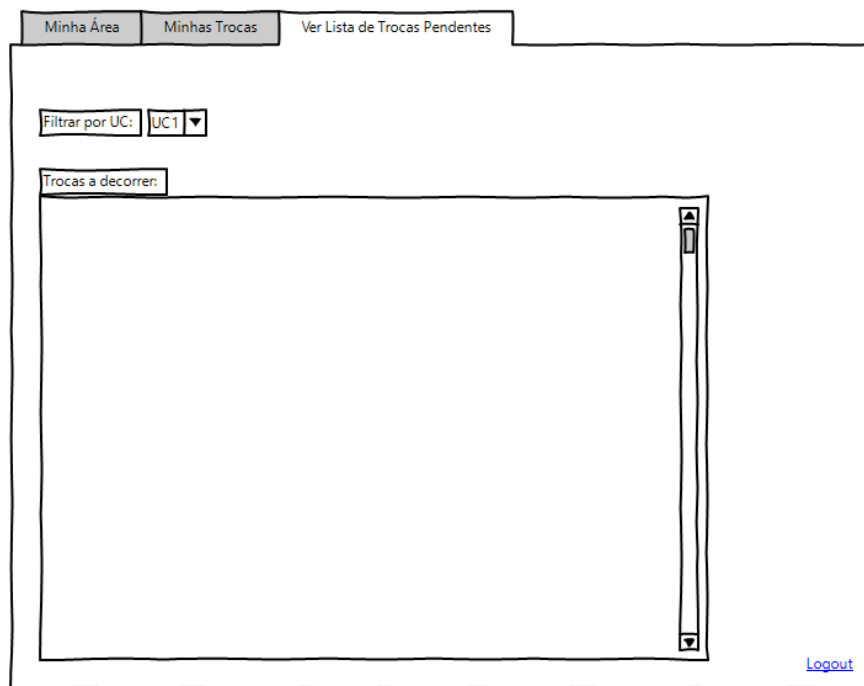 Minha Área
Minhas Trocas
Ver Lista de Trocas Pendentes
Filtrar por UC:
UC1
Trocas a decorrer:
Logout